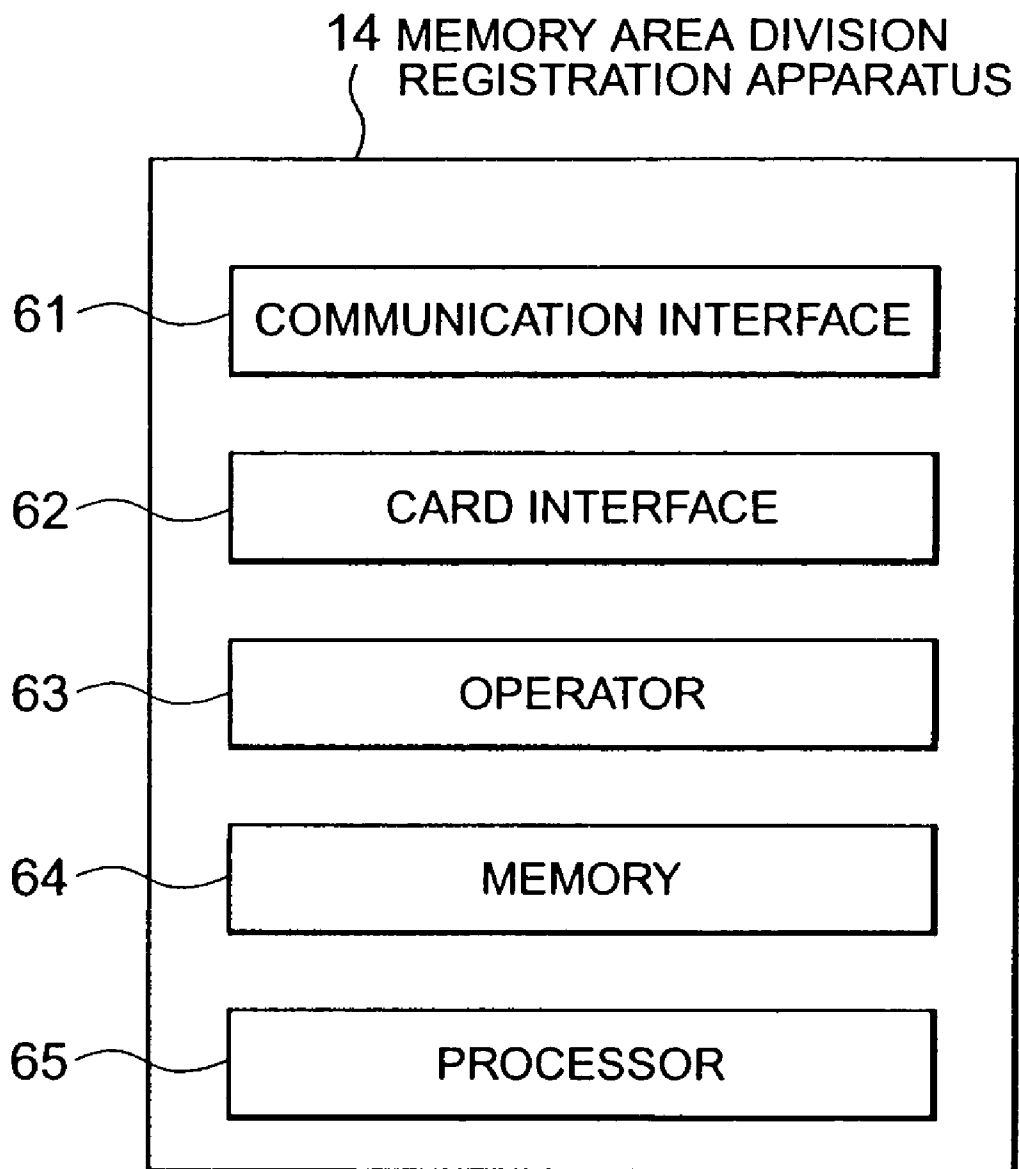 14 MEMORY AREA DIVISION
REGISTRATION APPARATUS
61 COMMUNICATION INTERFACE
62 CARD INTERFACE
63 OPERATOR
64 MEMORY
65 PROCESSOR